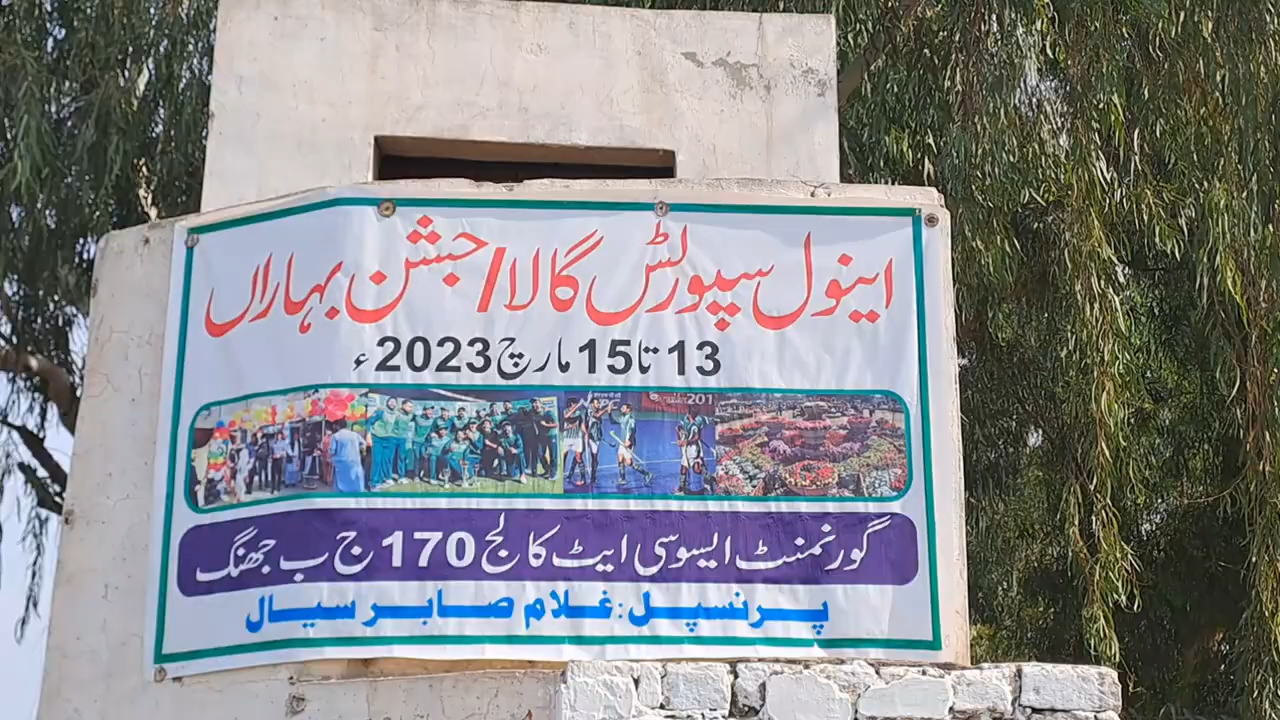 اینول سپورٹس گالا/جشن بہاراں
13 تا 15 مارچ 2023ء
201
گورنمنٹ ایسوسی ایٹ کالج 170 ج ب جھنگ
پرنسپل: غلام صابر سیال